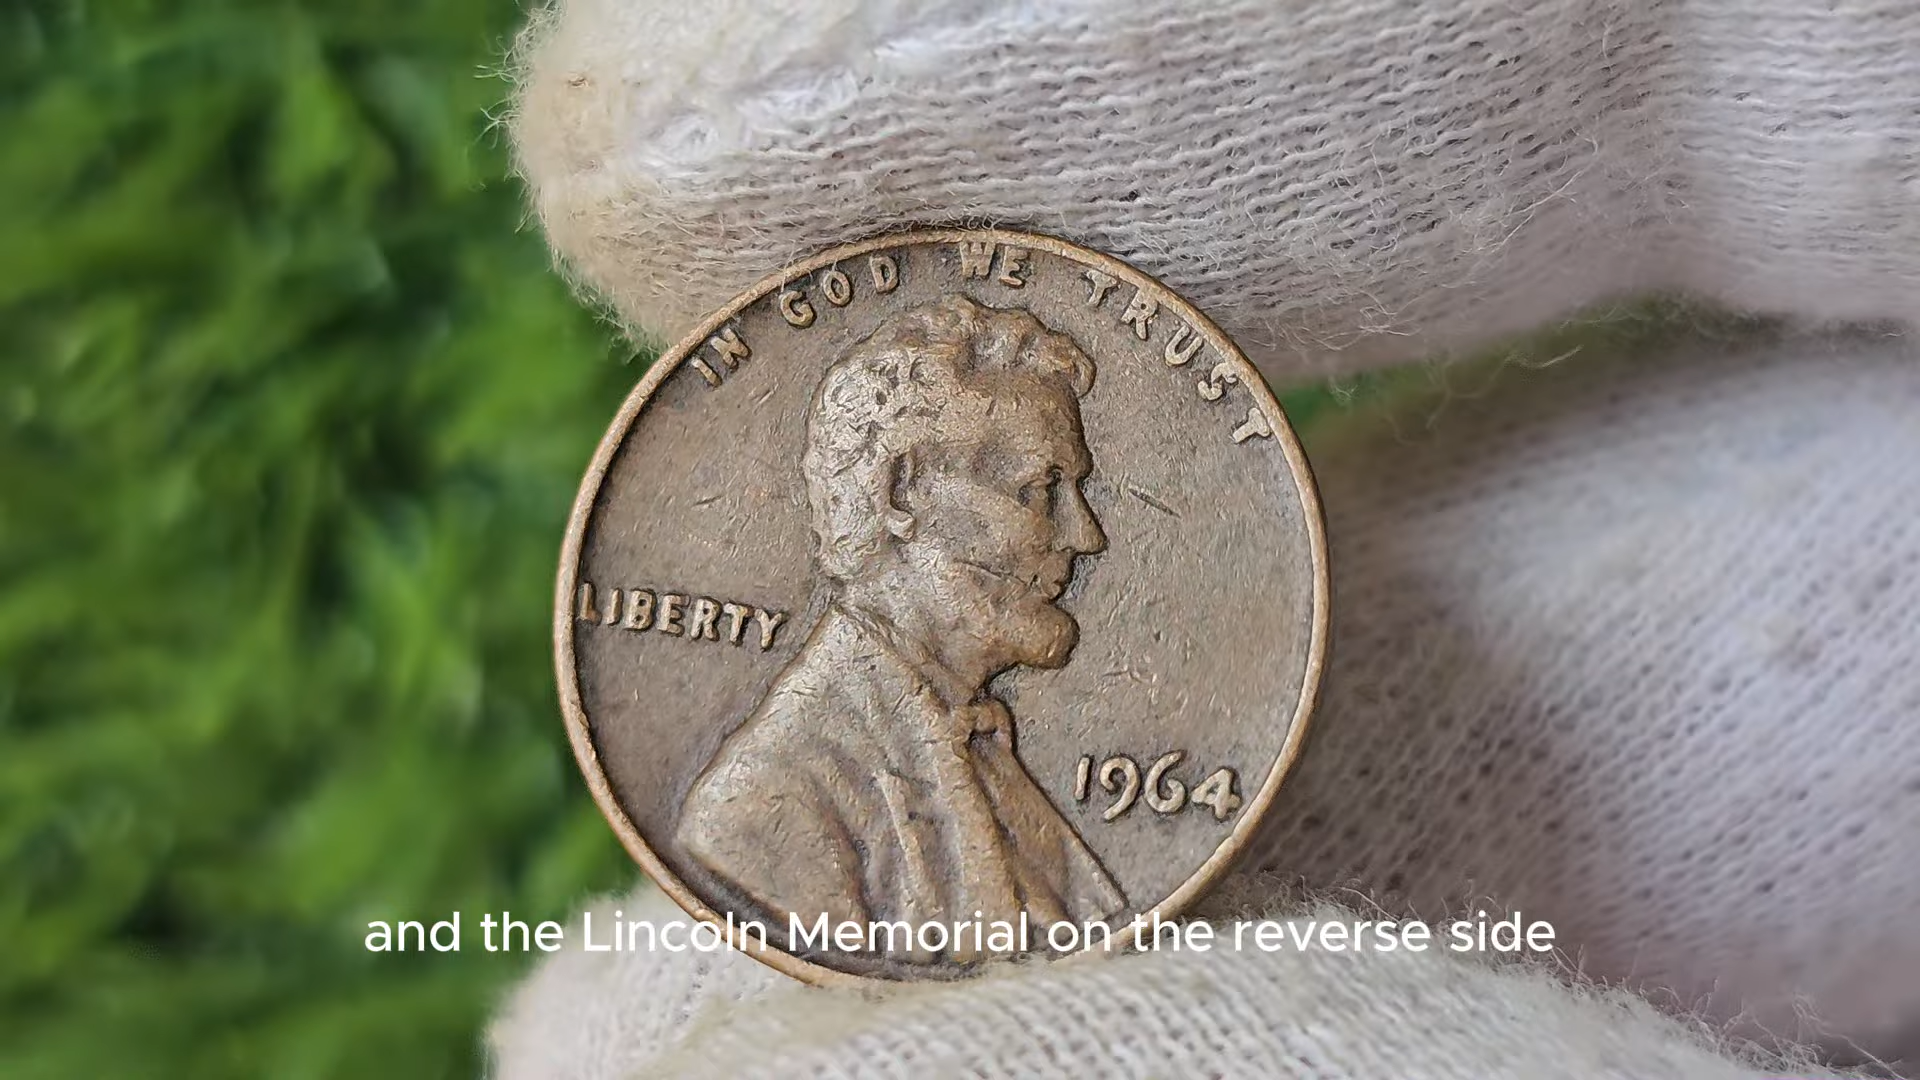 IN GOD WE TRUST
LIBERTY
1964
and the Lincoln Memorial on the reverse side